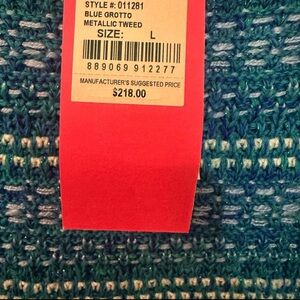 STYLE #: 011281
BLUE GROTTO
METALLIC TWEED
SIZE: L
889069 912277
MANUFACTURER'S SUGGESTED PRICE
$218.00